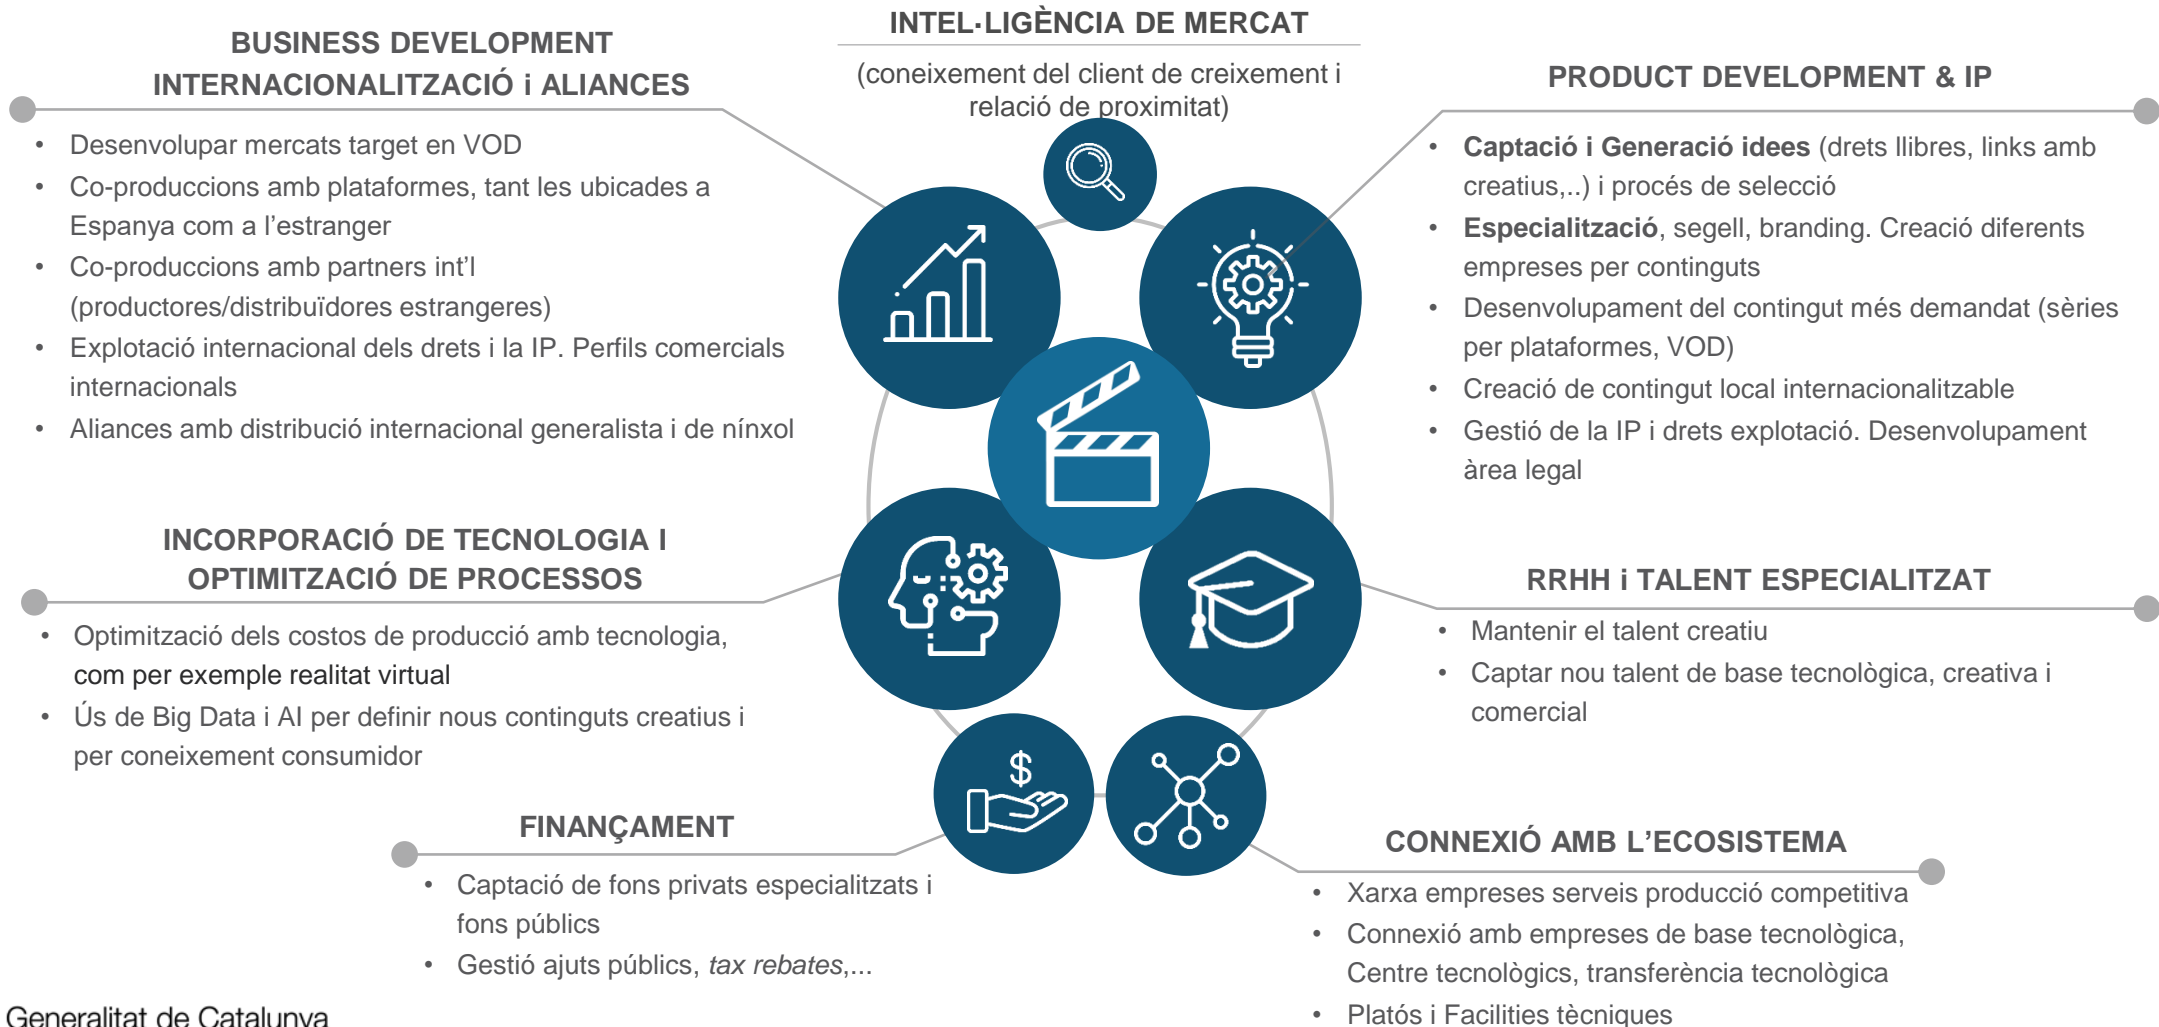 INTEL·LIGÈNCIA DE MERCAT
(coneixement del client de creixement i
relació de proximitat)
BUSINESS DEVELOPMENT
INTERNACIONALITZACIÓ i ALIANCES
• Desenvolupar mercats target en VOD
• Co-produccions amb plataformes, tant les ubicades a
Espanya com a l’estranger
• Co-produccions amb partners int’l
(productores/distribuïdores estrangeres)
• Explotació internacional dels drets i la IP. Perfils comercials
internacionals
• Aliances amb distribució internacional generalista i de nínxol
PRODUCT DEVELOPMENT & IP
• Captació i Generació idees (drets llibres, links amb
creatius,..) i procés de selecció
• Especialització, segell, branding. Creació diferents
empreses per continguts
• Desenvolupament del contingut més demandat (sèries
per plataformes, VOD)
• Creació de contingut local internacionalitzable
• Gestió de la IP i drets explotació. Desenvolupament
àrea legal
INCORPORACIÓ DE TECNOLOGIA I
OPTIMITZACIÓ DE PROCESSOS
• Optimització dels costos de producció amb tecnologia,
com per exemple realitat virtual
• Ús de Big Data i AI per definir nous continguts creatius i
per coneixement consumidor
RRHH i TALENT ESPECIALITZAT
• Mantenir el talent creatiu
• Captar nou talent de base tecnològica, creativa i
comercial
$
FINANÇAMENT
• Captació de fons privats especialitzats i
fons públics
• Gestió ajuts públics, tax rebates,...
CONNEXIÓ AMB L’ECOSISTEMA
• Xarxa empreses serveis producció competitiva
• Connexió amb empreses de base tecnològica,
Centre tecnològics, transferència tecnològica
• Platós i Facilities tècniques
Generalitat de Catalunya